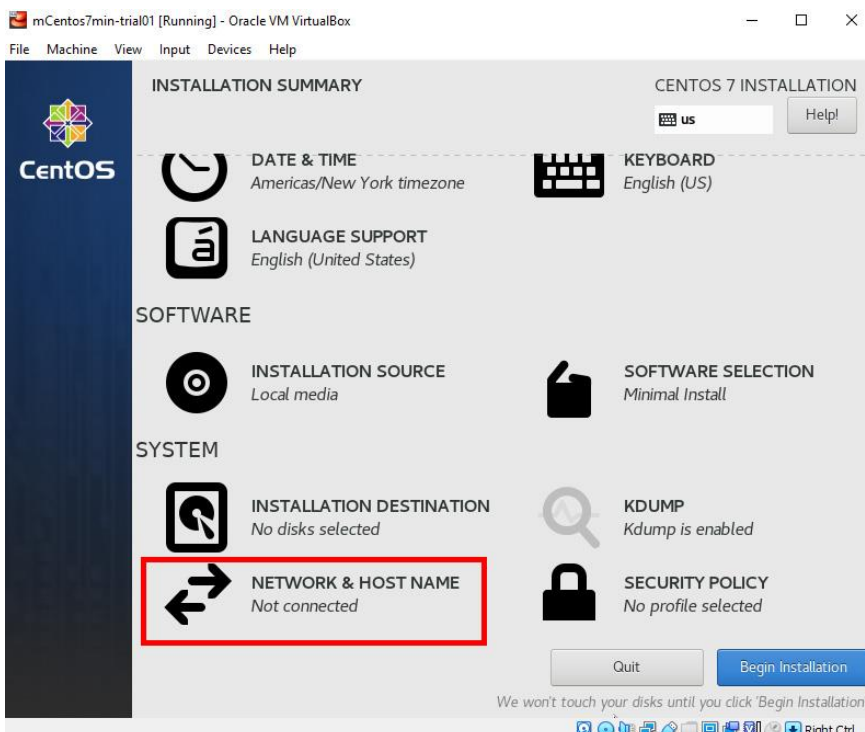 mCentos7min-trial01 [Running] - Oracle VM VirtualBox
File Machine View Input Devices Help
INSTALLATION SUMMARY
CENTOS 7 INSTALLATION
us
Help!
CentOS
DATE & TIME
Americas/New York timezone
KEYBOARD
English (US)
á
LANGUAGE SUPPORT
English (United States)
SOFTWARE
INSTALLATION SOURCE
Local media
SOFTWARE SELECTION
Minimal Install
SYSTEM
INSTALLATION DESTINATION
No disks selected
KDUMP
Kdump is enabled
NETWORK & HOST NAME
Not connected
SECURITY POLICY
No profile selected
Quit
Begin Installation
We won't touch your disks until you click 'Begin Installation
Right Ctrl